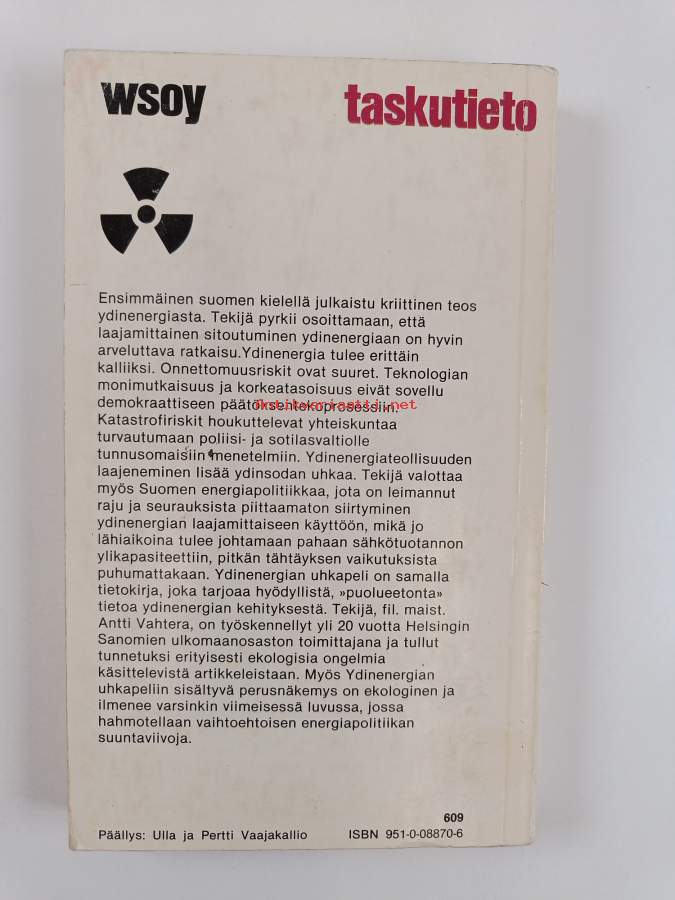 wsoy
taskutieto
Ensimmäinen suomen kielellä julkaistu kriittinen teos
ydinenergiasta. Tekijä pyrkii osoittamaan, että
laajamittainen sitoutuminen ydinenergiaan on hyvin
arveluttava ratkaisu.Ydinenergia tulee erittäin
kalliiksi. Onnettomuusriskit ovat suuret. Teknologian
monimutkaisuus ja korkeatasoisuus eivät sovellu
demokraattiseen päätöksentekoprosessiin.
Katastrofiriskit houkuttelevat yhteiskuntaa
turvautumaan poliisi- ja sotilasvaltiolle
tunnusomaisiin menetelmiin. Ydinenergiateollisuuden
laajeneminen lisää ydinsodan uhkaa. Tekijä valottaa
myös Suomen energiapolitiikkaa, jota on leimannut
raju ja seurauksista piittaamaton siirtyminen
ydinenergian laajamittaiseen käyttöön, mikä jo
lähiaikoina tulee johtamaan pahaan sähkötuotannon
ylikapasiteettiin, pitkän tähtäyksen vaikutuksista
puhumattakaan. Ydinenergian uhkapeli on samalla
tietokirja, joka tarjoaa hyödyllistä, »puolueetonta»
tietoa ydinenergian kehityksestä. Tekijä, fil. maist.
Antti Vahtera, on työskennellyt yli 20 vuotta Helsingin
Sanomien ulkomaanosaston toimittajana ja tullut
tunnetuksi erityisesti ekologisia ongelmia
käsittelevistä artikkeleistaan. Myös Ydinenergian
uhkapeliin sisältyvä perusnäkemys on ekologinen ja
ilmenee varsinkin viimeisessä luvussa, jossa
hahmotellaan vaihtoehtoisen energiapolitiikan
suuntaviivoja.
609
Päällys: Ulla ja Pertti Vaajakallio ISBN 951-0-08870-6